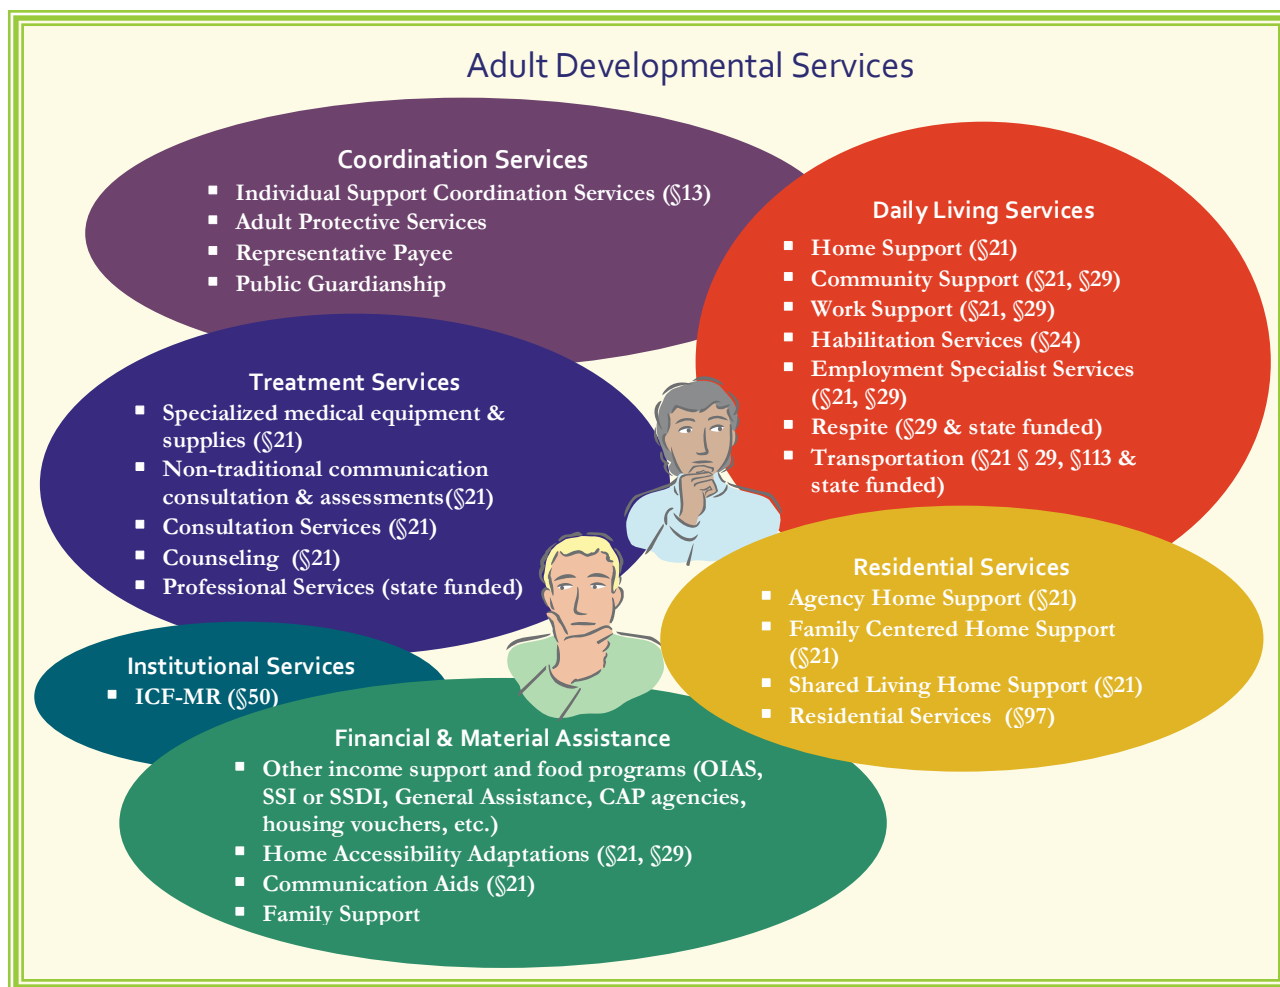 Adult Developmental Services
Coordination Services
▪ Individual Support Coordination Services (§13)
▪ Adult Protective Services
▪ Representative Payee
▪ Public Guardianship
Daily Living Services
▪ Home Support (§21)
▪ Community Support (§21, §29)
▪ Work Support (§21, §29)
▪ Habilitation Services (§24)
▪ Employment Specialist Services
(§21, §29)
▪ Respite (§29 & state funded)
▪ Transportation (§21 § 29, §113 &
state funded)
Treatment Services
▪ Specialized medical equipment &
supplies (§21)
▪ Non-traditional communication
consultation & assessments(§21)
▪ Consultation Services (§21)
▪ Counseling (§21)
▪ Professional Services (state funded)
Residential Services
▪ Agency Home Support (§21)
▪ Family Centered Home Support
(§21)
▪ Shared Living Home Support (§21)
▪ Residential Services (§97)
Institutional Services
▪ ICF-MR (§50)
Financial & Material Assistance
▪ Other income support and food programs (OIAS,
SSI or SSDI, General Assistance, CAP agencies,
housing vouchers, etc.)
▪ Home Accessibility Adaptations (§21, §29)
▪ Communication Aids (§21)
▪ Family Support